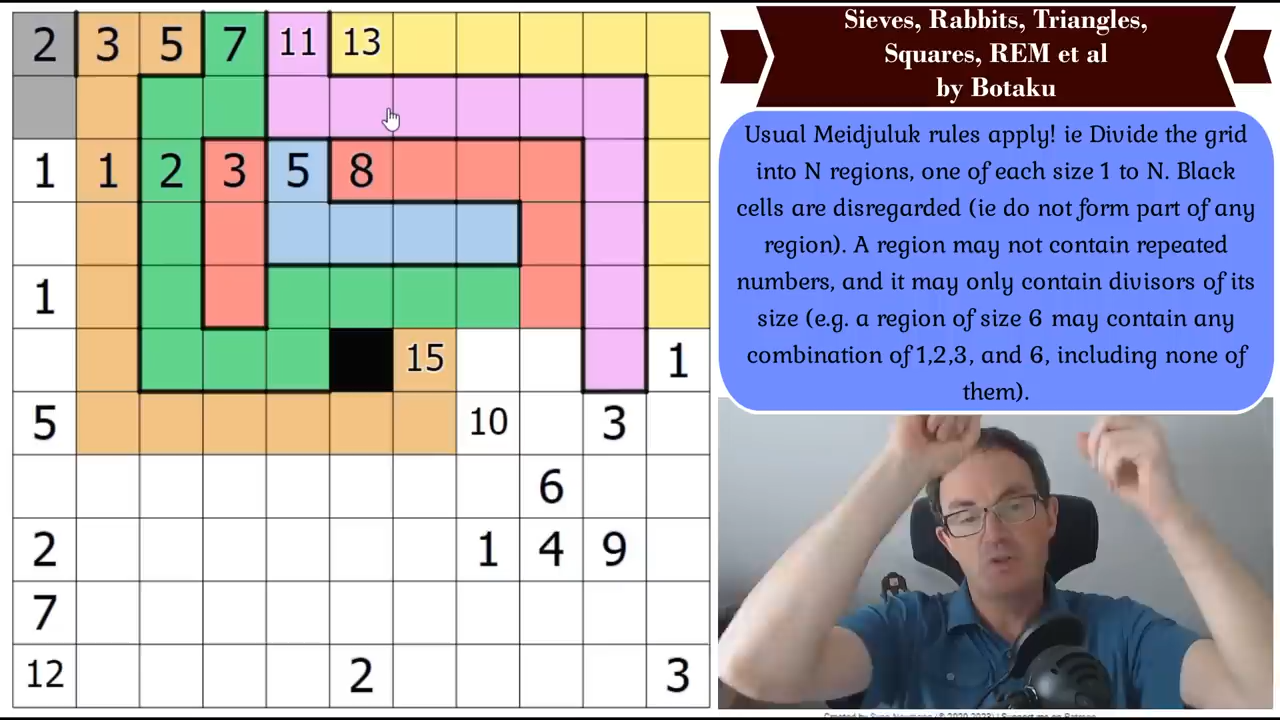 2 3 5 7 11 13
1 1 2 3 5 8
1
15 1
5 10 3
6
2 1 4 9
7
12 2 3
Sieves, Rabbits, Triangles,
Squares, REM et al
by Botaku
Usual Meidjuluk rules apply! ie Divide the grid
into N regions, one of each size 1 to N. Black
cells are disregarded (ie do not form part of any
region). A region may not contain repeated
numbers, and it may only contain divisors of its
size (e.g. a region of size 6 may contain any
combination of 1,2,3, and 6, including none of
them).